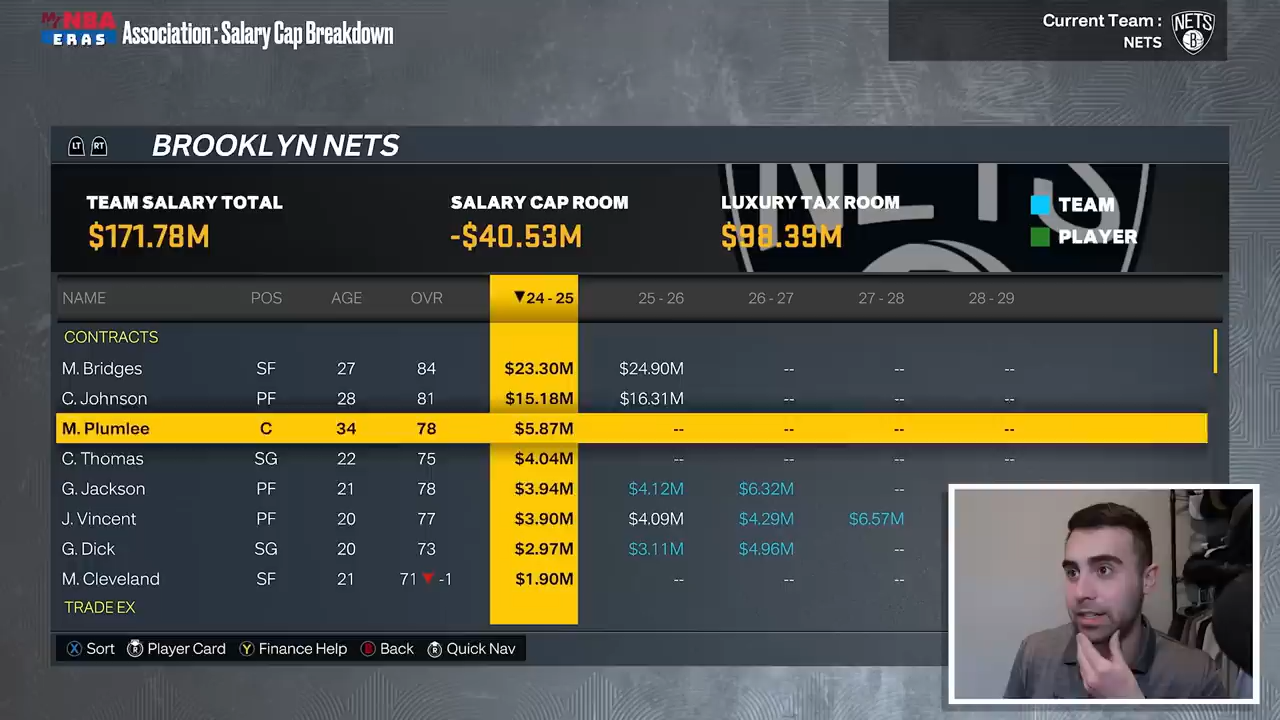 MyNBA ERAS Association : Salary Cap Breakdown
Current Team :
NETS
NETS
B
LT RT BROOKLYN NETS
NETS
TEAM SALARY TOTAL SALARY CAP ROOM LUXURY TAX ROOM TEAM
$171.78M -$40.53M $98.39M PLAYER
NAME POS AGE OVR ▼24 - 25 25 - 26 26 - 27 27 - 28 28 - 29
CONTRACTS
M. Bridges SF 27 84 $23.30M $24.90M -- -- --
C. Johnson PF 28 81 $15.18M $16.31M -- -- --
M. Plumlee C 34 78 $5.87M -- -- -- --
C. Thomas SG 22 75 $4.04M -- -- -- --
G. Jackson PF 21 78 $3.94M $4.12M $6.32M --
J. Vincent PF 20 77 $3.90M $4.09M $4.29M $6.57M
G. Dick SG 20 73 $2.97M $3.11M $4.96M --
M. Cleveland SF 21 71 ▼ -1 $1.90M -- -- --
TRADE EX
X Sort R Player Card Y Finance Help B Back R Quick Nav